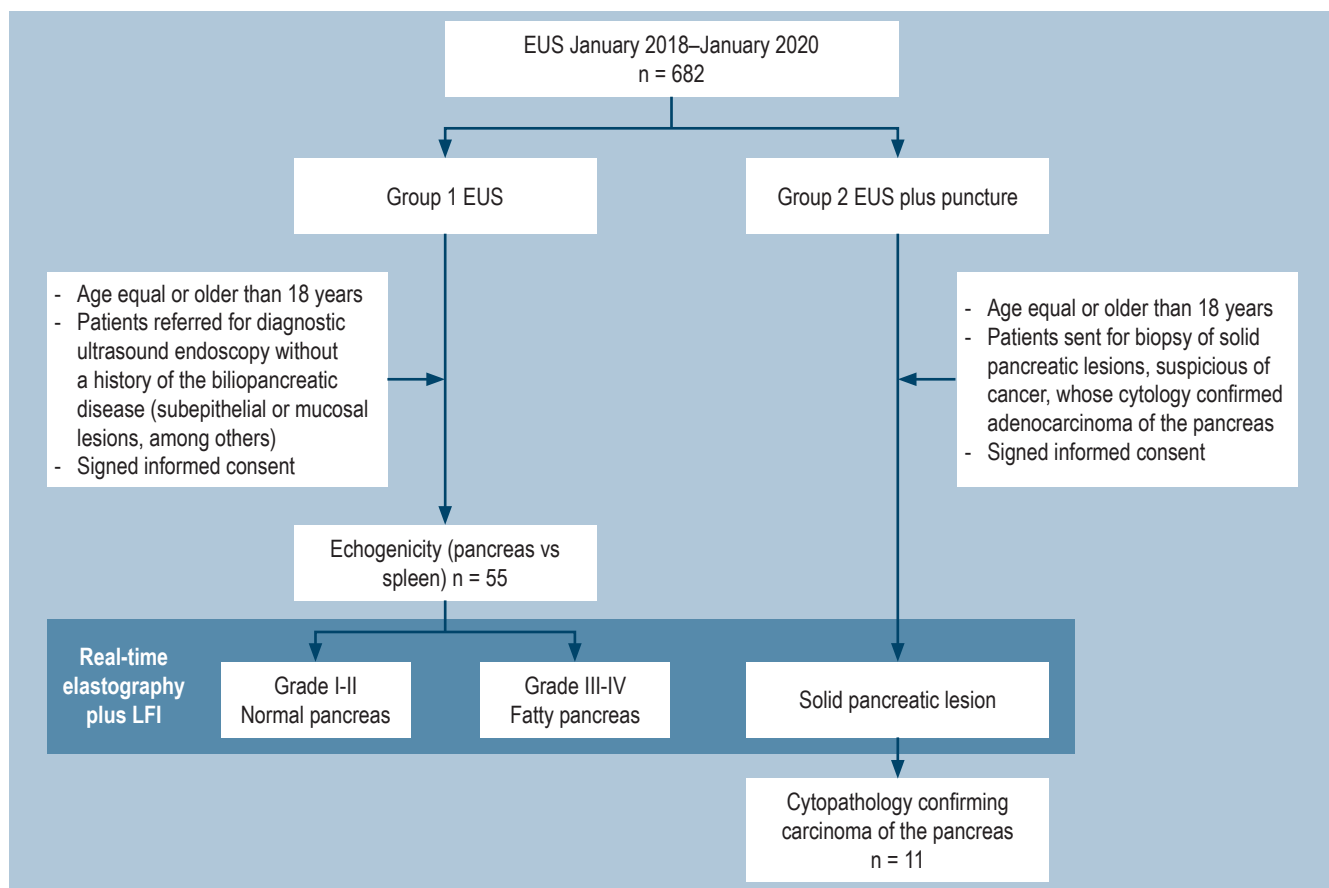 EUS January 2018–January 2020
n = 682
Group 1 EUS
Group 2 EUS plus puncture
- Age equal or older than 18 years
- Patients referred for diagnostic
ultrasound endoscopy without
a history of the biliopancreatic
disease (subepithelial or mucosal
lesions, among others)
- Signed informed consent
- Age equal or older than 18 years
- Patients sent for biopsy of solid
pancreatic lesions, suspicious of
cancer, whose cytology confirmed
adenocarcinoma of the pancreas
- Signed informed consent
Echogenicity (pancreas vs
spleen) n = 55
Real-time
elastography
plus LFI
Grade I-II
Normal pancreas
Grade III-IV
Fatty pancreas
Solid pancreatic lesion
Cytopathology confirming
carcinoma of the pancreas
n = 11